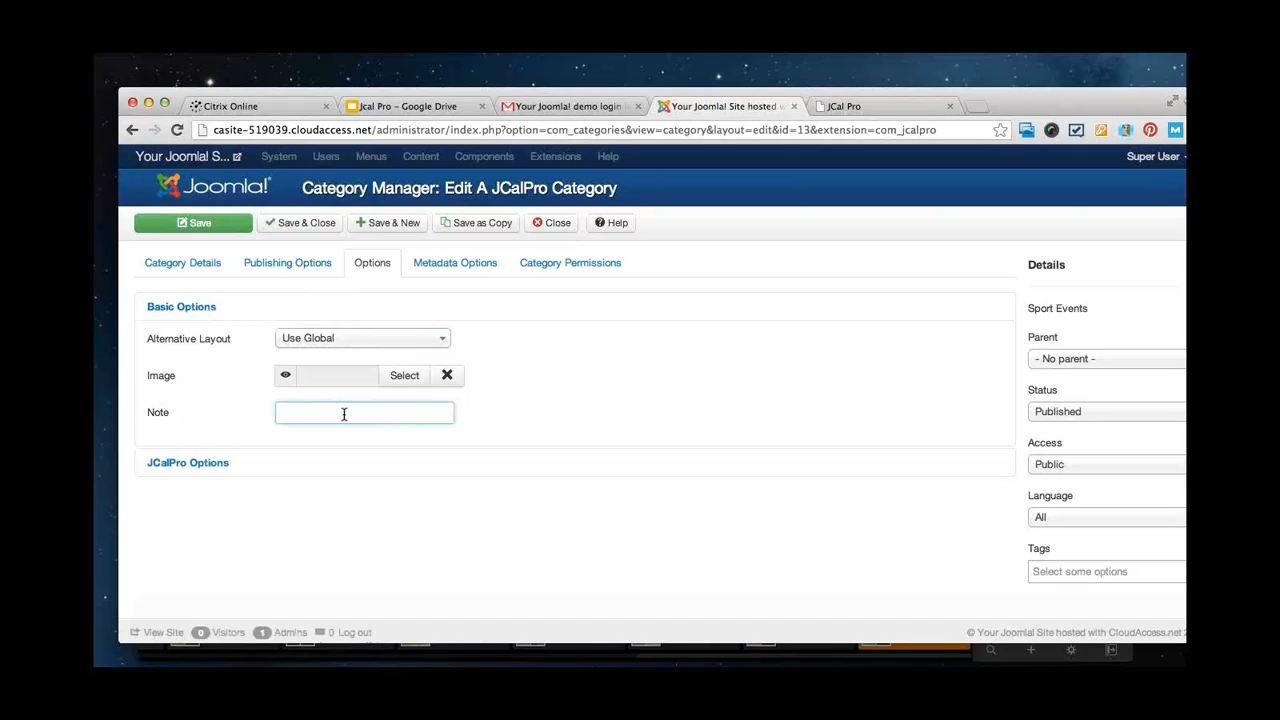 Citrix Online
Jcal Pro – Google Drive
Your Joomla! demo login
Your Joomla! Site hosted
JCal Pro
casite-519039.cloudaccess.net/administrator/index.php?option=com_categories&view=category&layout=edit&id=13&extension=com_jcalpro
Your Joomla! S... System Users Menus Content Components Extensions Help Super User
Joomla! Category Manager: Edit A JCalPro Category
Save Save & Close Save & New Save as Copy Close Help
Category Details Publishing Options Options Metadata Options Category Permissions
Details
Basic Options
Sport Events
Alternative Layout Use Global
Parent
- No parent -
Image Select
Status
Published
Note
Access
Public
JCalPro Options
Language
All
Tags
Select some options
View Site 0 Visitors 1 Admins 0 Log out
© Your Joomla! Site hosted with CloudAccess.net